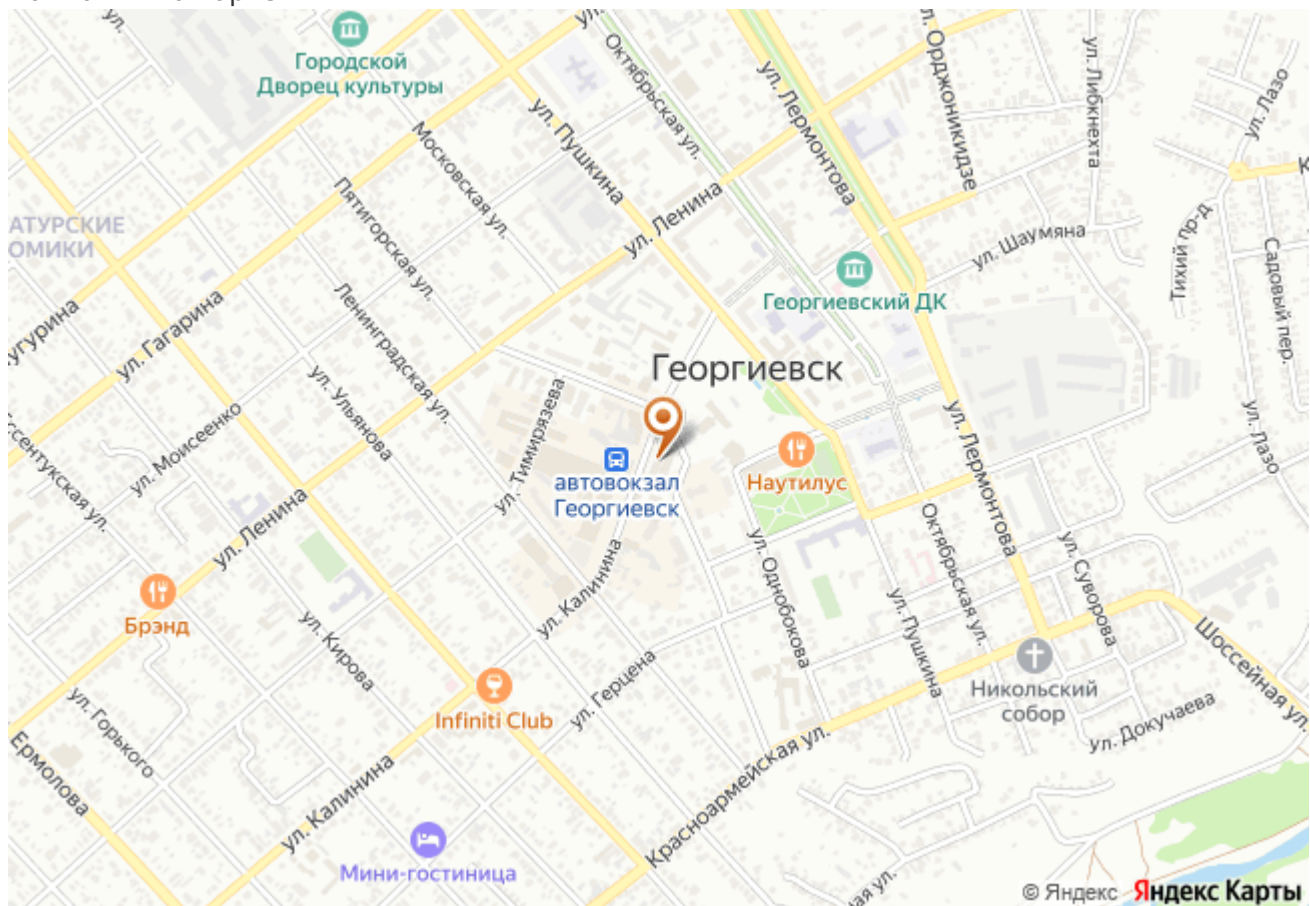 Городской
Дворец культуры
Октябрьская ул.
ул. Лермонтова
ул. Орджоникидзе
ул. Либкнехта
ул. Лазо
ул. Пушкина
Московская ул.
Пятигорская ул.
ул. Ленина
ул. Шаумяна
Тихий пр-д
Садовый пер.
АТУРСКИЕ
ОМИКИ
Георгиевский ДК
ул. Гагарина
Ленинградская ул.
ул. Ульянова
Георгиевск
ул. Моисеенко
ул. Тимирязева
ул. Лермонтова
ул. Лазо
автовокзал
Георгиевск
Наутилус
ул. Ленина
ул. Калинина
ул. Однобокова
Октябрьская ул.
ул. Суворова
ул. Пушкина
Брэнд
ул. Кирова
ул. Герцена
Infiniti Club
Никольский
собор
Шоссейная ул.
ул. Докучаева
ул. Горького
Ермолова
ул. Калинина
Красноармейская ул.
Мини-гостиница
© Яндекс Яндекс Карты